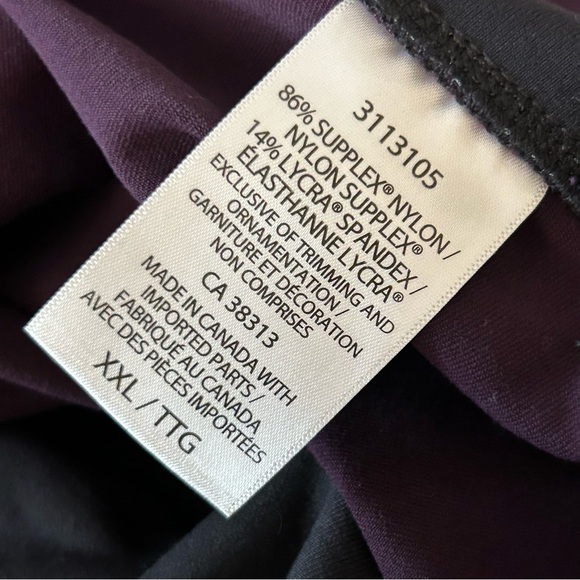 3113105
86% SUPPLEX® NYLON /
NYLON SUPPLEX®
14% LYCRA® SPANDEX /
ÉLASTHANNE LYCRA®
EXCLUSIVE OF TRIMMING AND
ORNAMENTATION /
GARNITURE ET DÉCORATION
NON COMPRISES
CA 38313
MADE IN CANADA WITH
IMPORTED PARTS /
FABRIQUÉ AU CANADA
AVEC DES PIÈCES IMPORTÉES
XXL / TTG